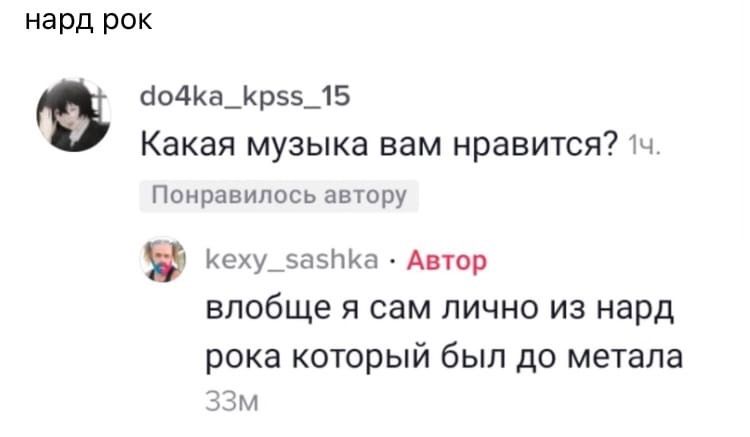 нард рок
do4ka_kpss_15
Какая музыка вам нравится? 1ч.
Понравилось автору
kexy_sashka · Автор
влобще я сам лично из нард
рока который был до метала
33м